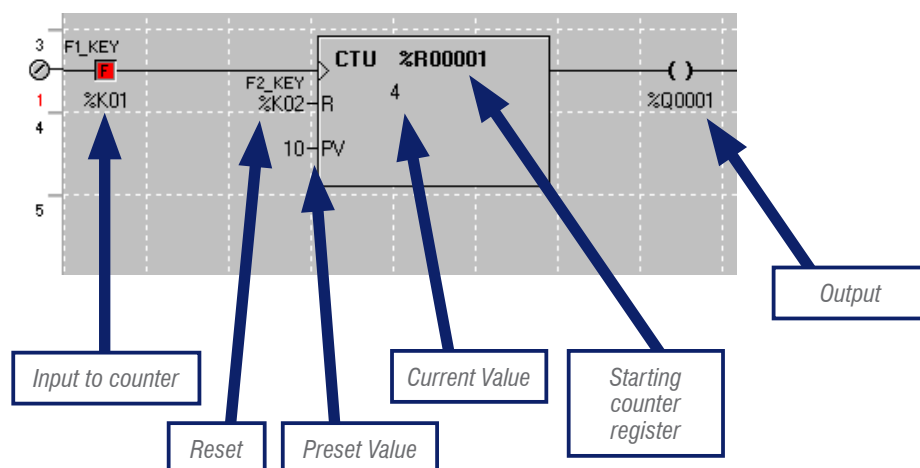 3
F1_KEY
F
CTU %R00001
( )
1
%K01
F2_KEY
%K02
R
4
%Q0001
4
10
PV
5
Output
Input to counter
Current Value
Starting
counter
register
Reset
Preset Value